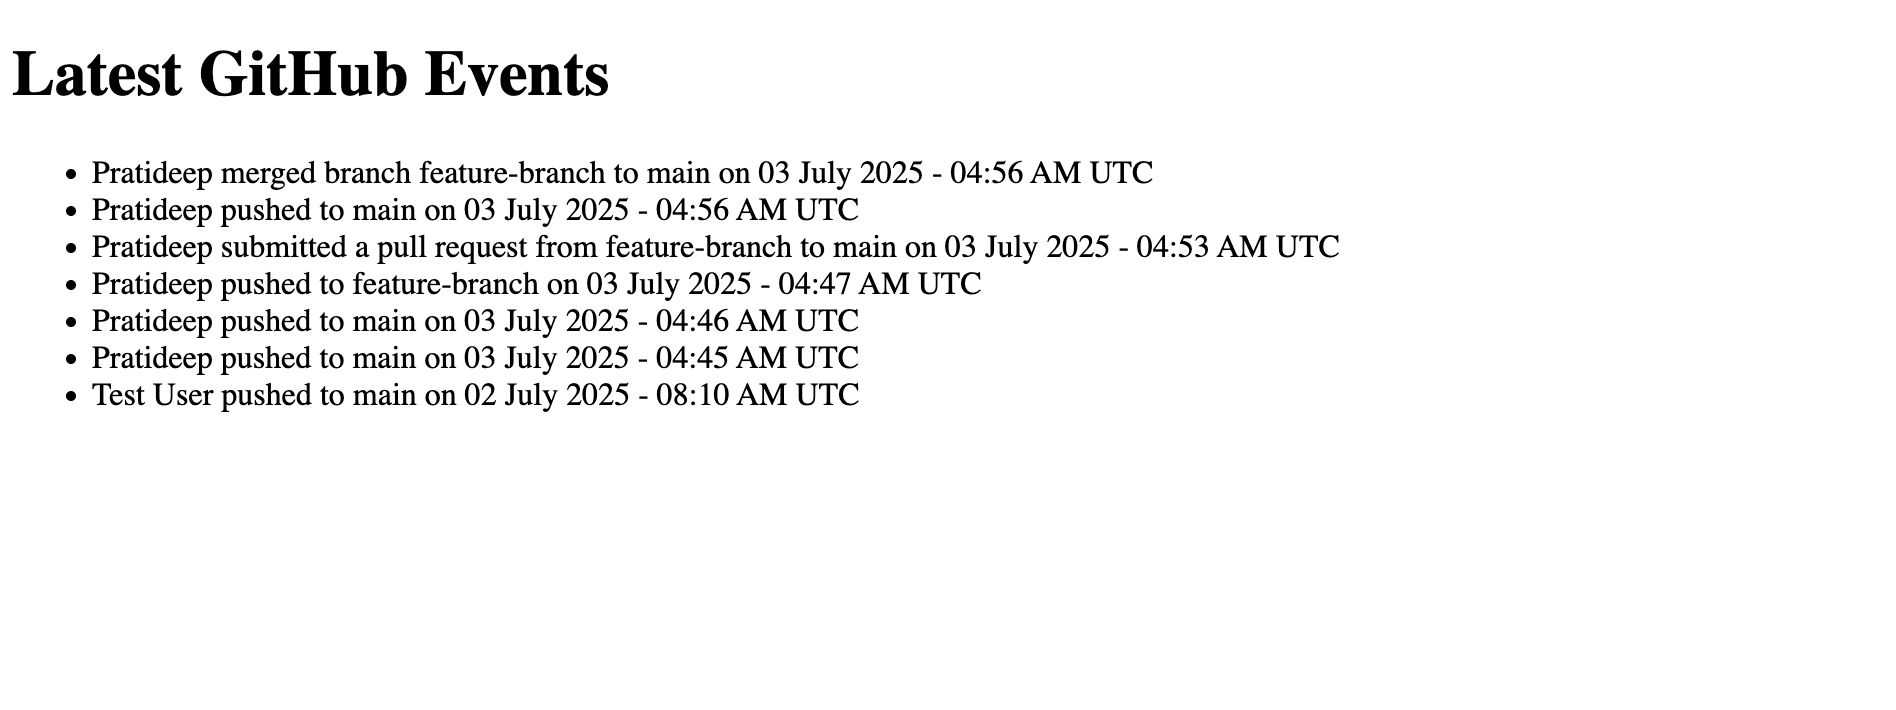 Latest GitHub Events
Pratideep merged branch feature-branch to main on 03 July 2025 - 04:56 AM UTC
Pratideep pushed to main on 03 July 2025 - 04:56 AM UTC
Pratideep submitted a pull request from feature-branch to main on 03 July 2025 - 04:53 AM UTC
Pratideep pushed to feature-branch on 03 July 2025 - 04:47 AM UTC
Pratideep pushed to main on 03 July 2025 - 04:46 AM UTC
Pratideep pushed to main on 03 July 2025 - 04:45 AM UTC
Test User pushed to main on 02 July 2025 - 08:10 AM UTC